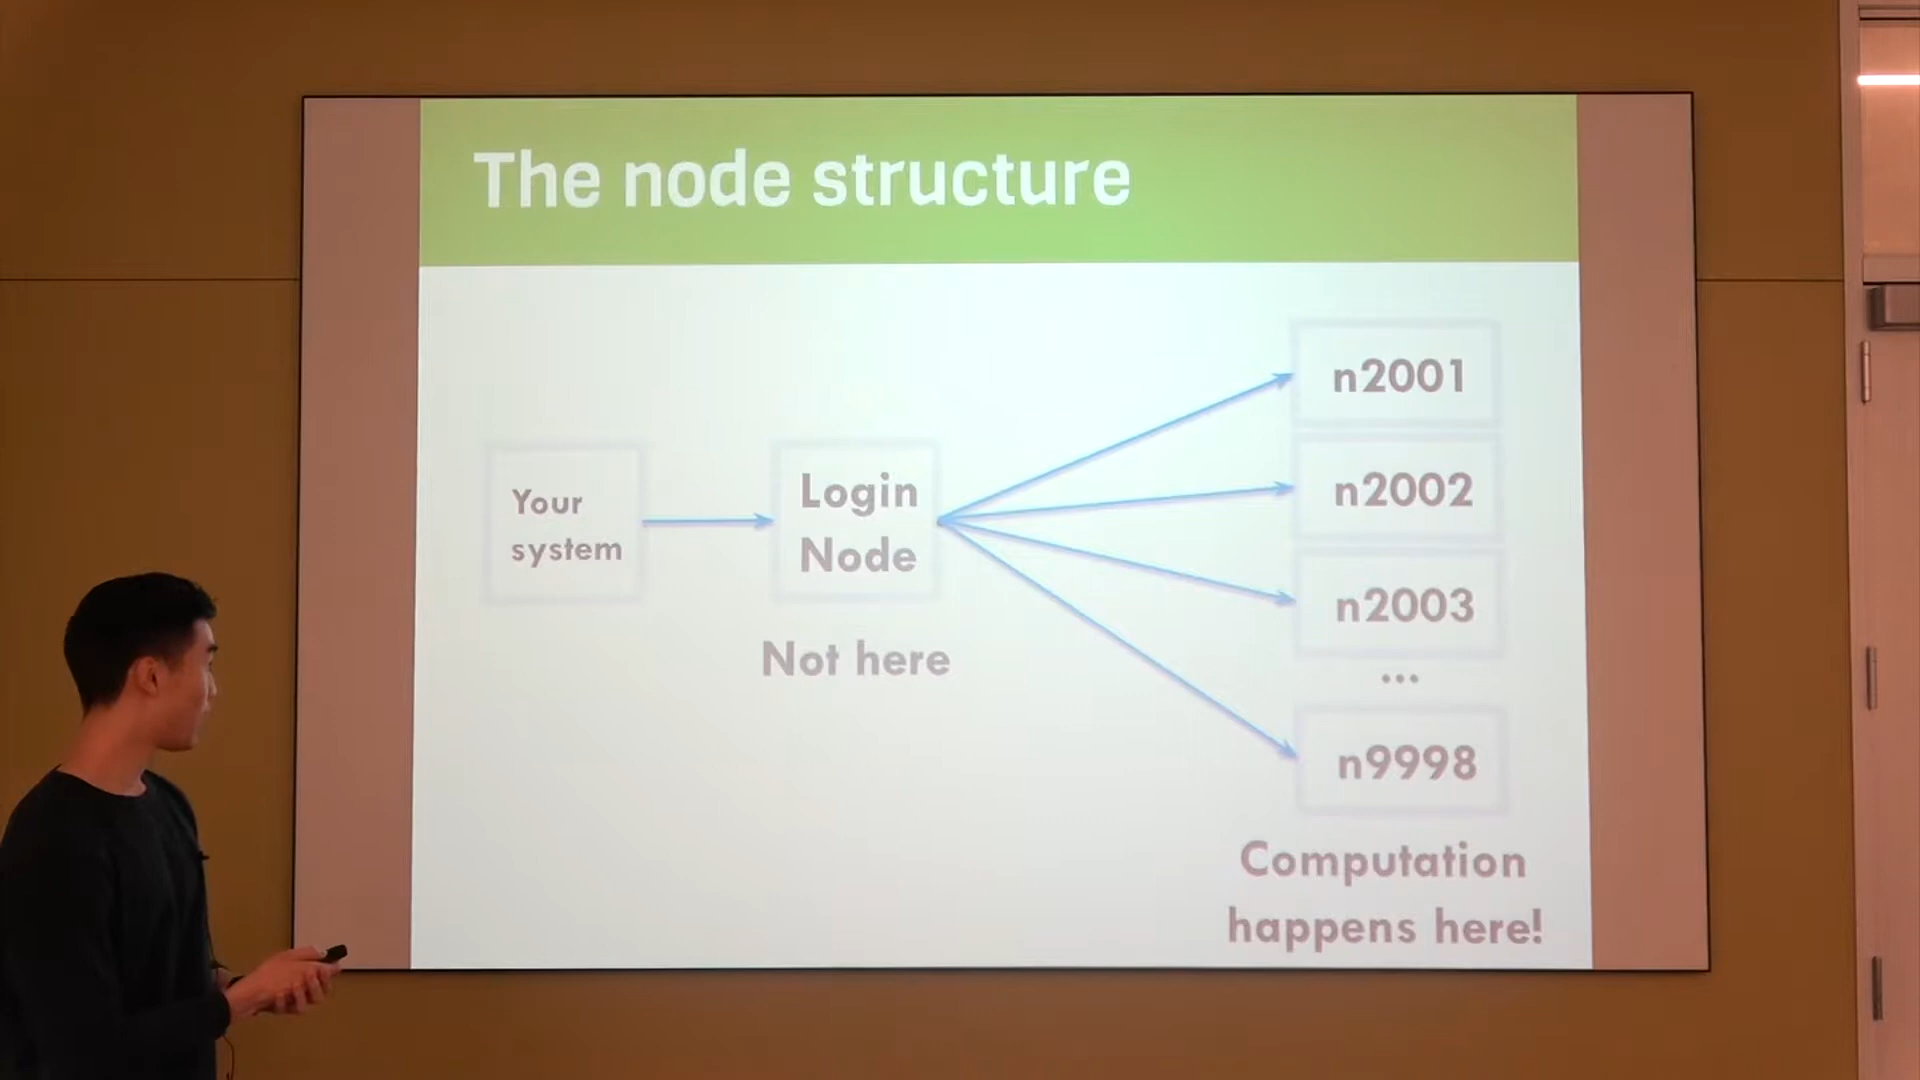 The node structure
Your
system
Login
Node
Not here
n2001
n2002
n2003
...
n9998
Computation
happens here!